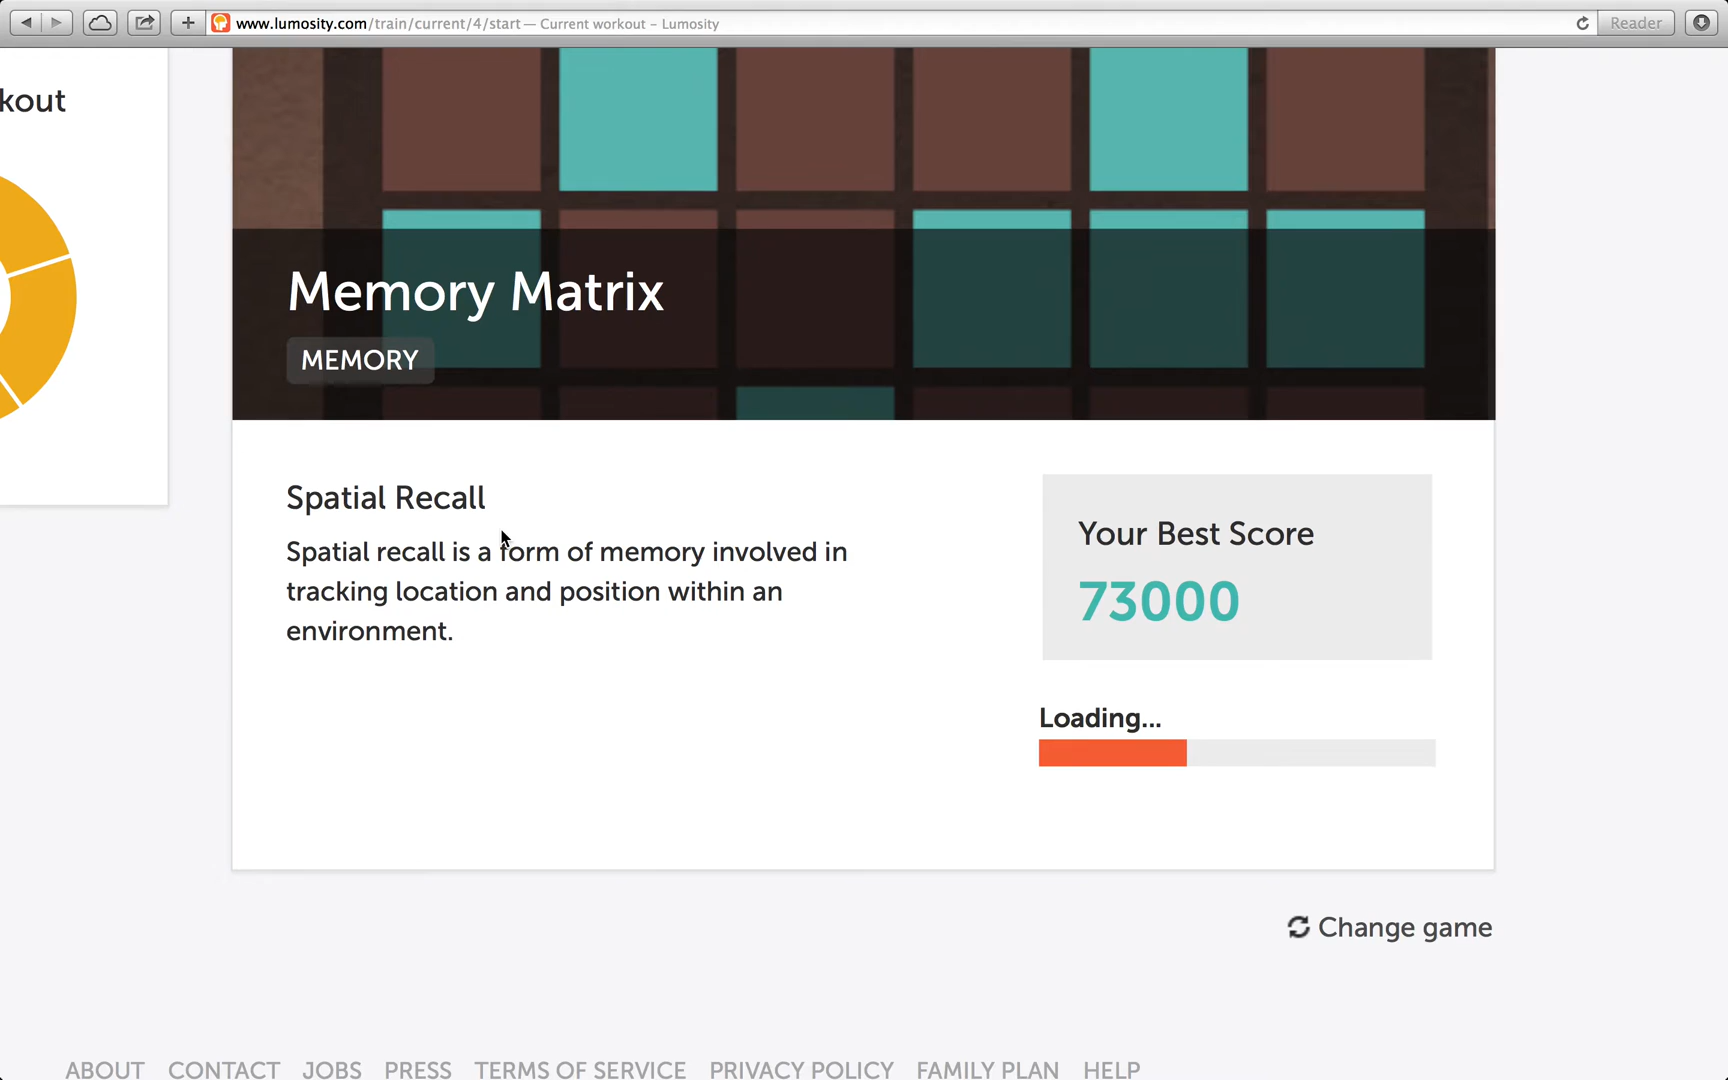 www.lumosity.com/train/current/4/start — Current workout – Lumosity
Reader
kout
Memory Matrix
MEMORY
Spatial Recall
Spatial recall is a form of memory involved in
tracking location and position within an
environment.
Your Best Score
73000
Loading...
Change game
ABOUT CONTACT JOBS PRESS TERMS OF SERVICE PRIVACY POLICY FAMILY PLAN HELP